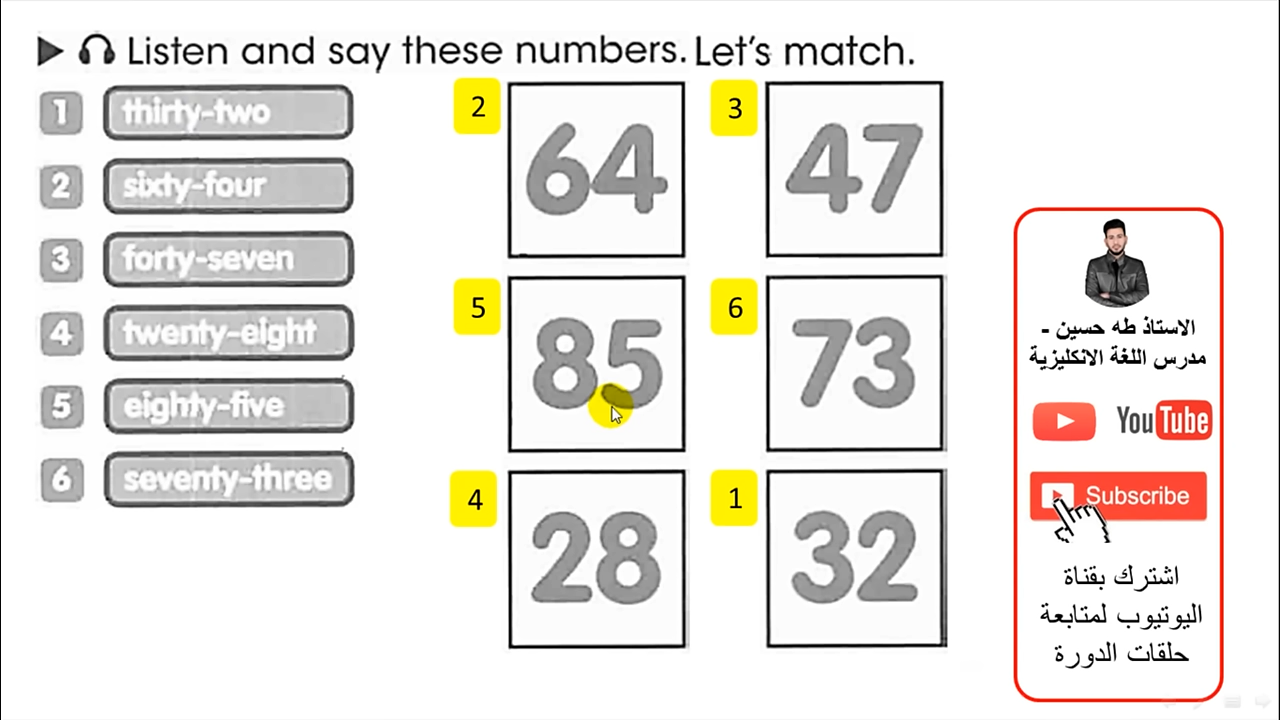 Listen and say these numbers. Let's match.
1 thirty-two
2 sixty-four
3 forty-seven
4 twenty-eight
5 eighty-five
6 seventy-three
2 64
3 47
5 85
6 73
4 28
1 32
الاستاذ طه حسين -
مدرس اللغة الانكليزية
YouTube
Subscribe
اشترك بقناة
اليوتيوب لمتابعة
حلقات الدورة